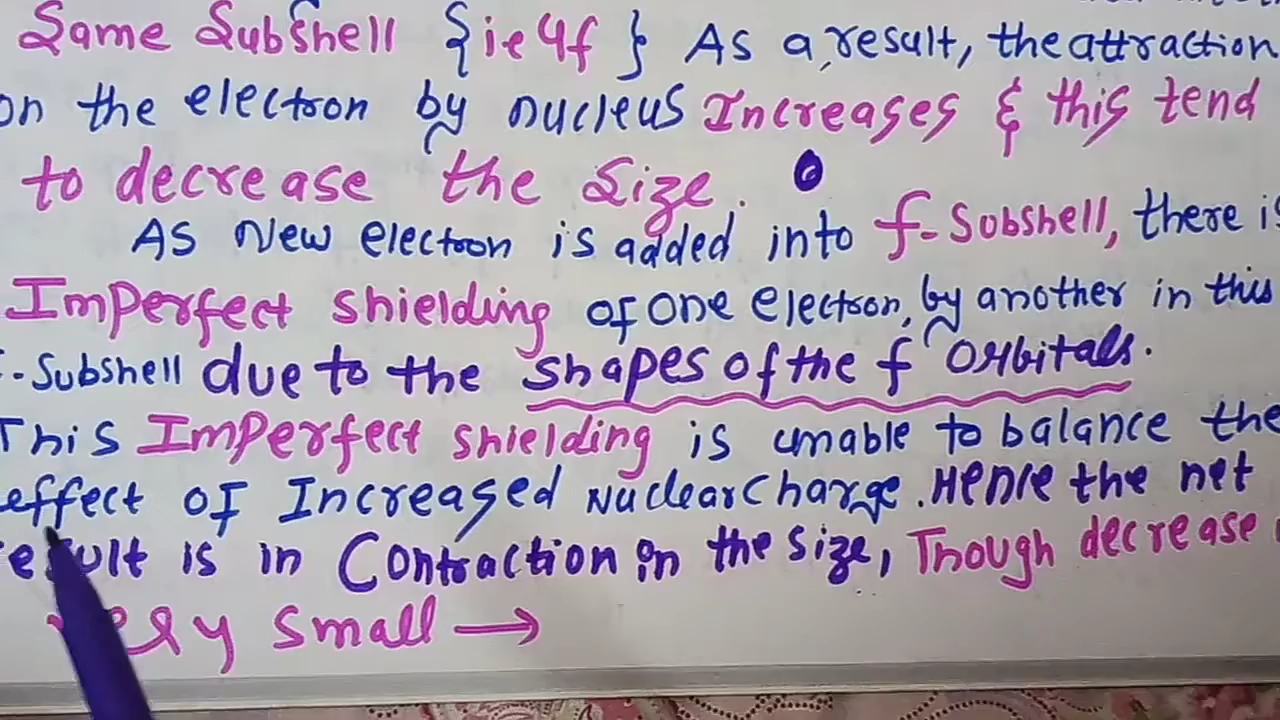 Same Subshell {ie 4f} As a result, the attraction
on the electron by nucleus Increases & this tend
to decrease the Size.
As New electron is added into f-Subshell, there is
Imperfect shielding of one electron, by another in this
f-Subshell due to the shapes of the f orbitals.
This Imperfect shielding is unable to balance the
effect of Increased Nuclear Charge. Hence the net
result is in Contraction in the size, Though decrease
very small →